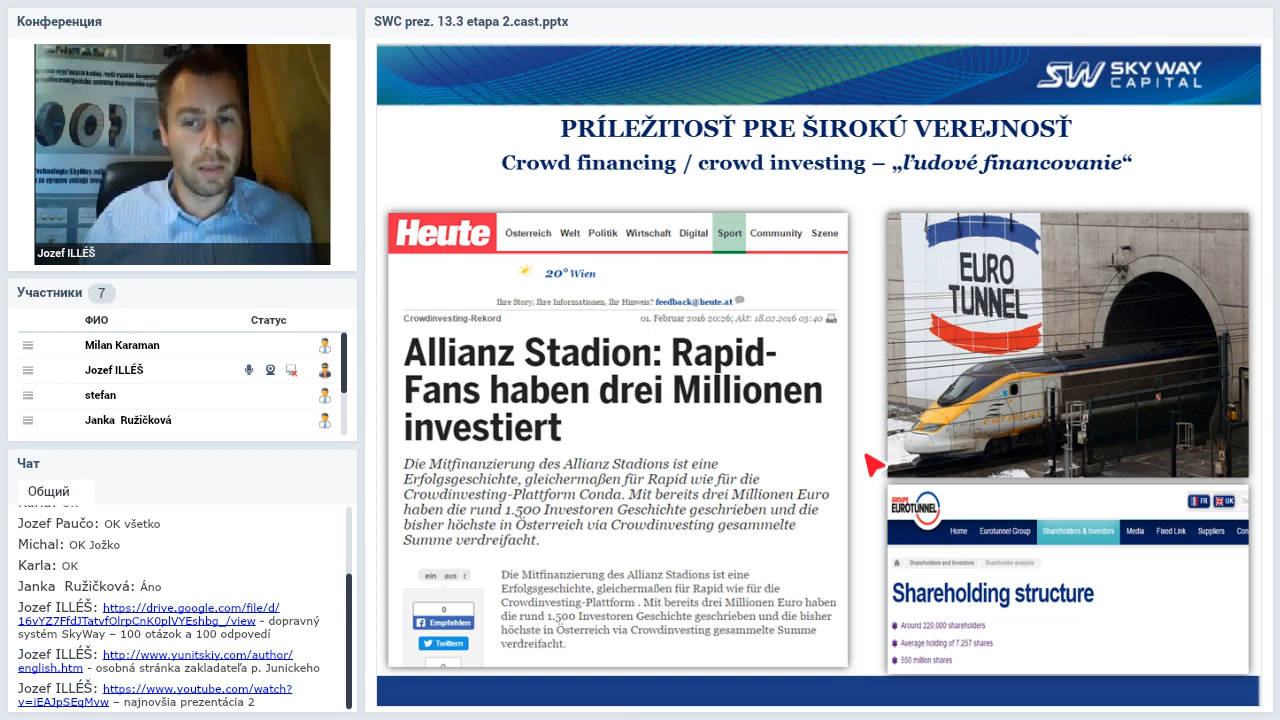 Конференция
Jozef ILLÉŠ
Участники 7
ФИО Статус
Milan Karaman
Jozef ILLÉŠ
stefan
Janka Ružičková
Чат
Общий
Jozef Paučo: OK všetko
Michal: OK Jožko
Karla: OK
Janka Ružičková: Áno
Jozef ILLÉŠ: https://drive.google.com/file/d/
16vYZ7FfdJTatvfOlrpCnK0plVYEshbg_/view - dopravný
systém SkyWay – 100 otázok a 100 odpovedí
Jozef ILLÉŠ: http://www.yunitskiy.com/author/
english.htm - osobná stránka zakladateľa p. Junickeho
Jozef ILLÉŠ: https://www.youtube.com/watch?
v=iEAJpSEqMvw – najnovšia prezentácia 2
SWC prez. 13.3 etapa 2.cast.pptx
SW SKY WAY
CAPITAL
PRÍLEŽITOSŤ PRE ŠIROKÚ VEREJNOSŤ
Crowd financing / crowd investing – „ľudové financovanie“
Heute Österreich Welt Politik Wirtschaft Digital Sport Community Szene
20° Wien
Ihre Story, Ihre Informationen, Ihr Hinweis? feedback@heute.at
Crowdinvesting-Rekord 01. Februar 2016 20:26; Akt: 18.02.2016 03:40
Allianz Stadion: Rapid-
Fans haben drei Millionen
investiert
Die Mitfinanzierung des Allianz Stadions ist eine
Erfolgsgeschichte, gleichermaßen für Rapid wie für die
Crowdinvesting-Plattform Conda. Mit bereits drei Millionen Euro
haben die rund 1.500 Investoren Geschichte geschrieben und die
bisher höchste in Österreich via Crowdinvesting gesammelte
Summe verdreifacht.
ein aus
0
Empfehlen
Twittern
Die Mitfinanzierung des Allianz Stadions ist eine
Erfolgsgeschichte, gleichermaßen für Rapid wie für die
Crowdinvesting-Plattform . Mit bereits drei Millionen Euro haben
die rund 1.500 Investoren Geschichte geschrieben und die bisher
höchste in Österreich via Crowdinvesting gesammelte Summe
verdreifacht.
EURO
TUNNEL
GROUPE
EUROTUNNEL
FR UK
Home Eurotunnel Group Shareholders & Investors Media Fixed Link Suppliers Con
Shareholders and Investors Shareholder analysis
Shareholding structure
Around 220,000 shareholders
Average holding of 7,257 shares
550 million shares